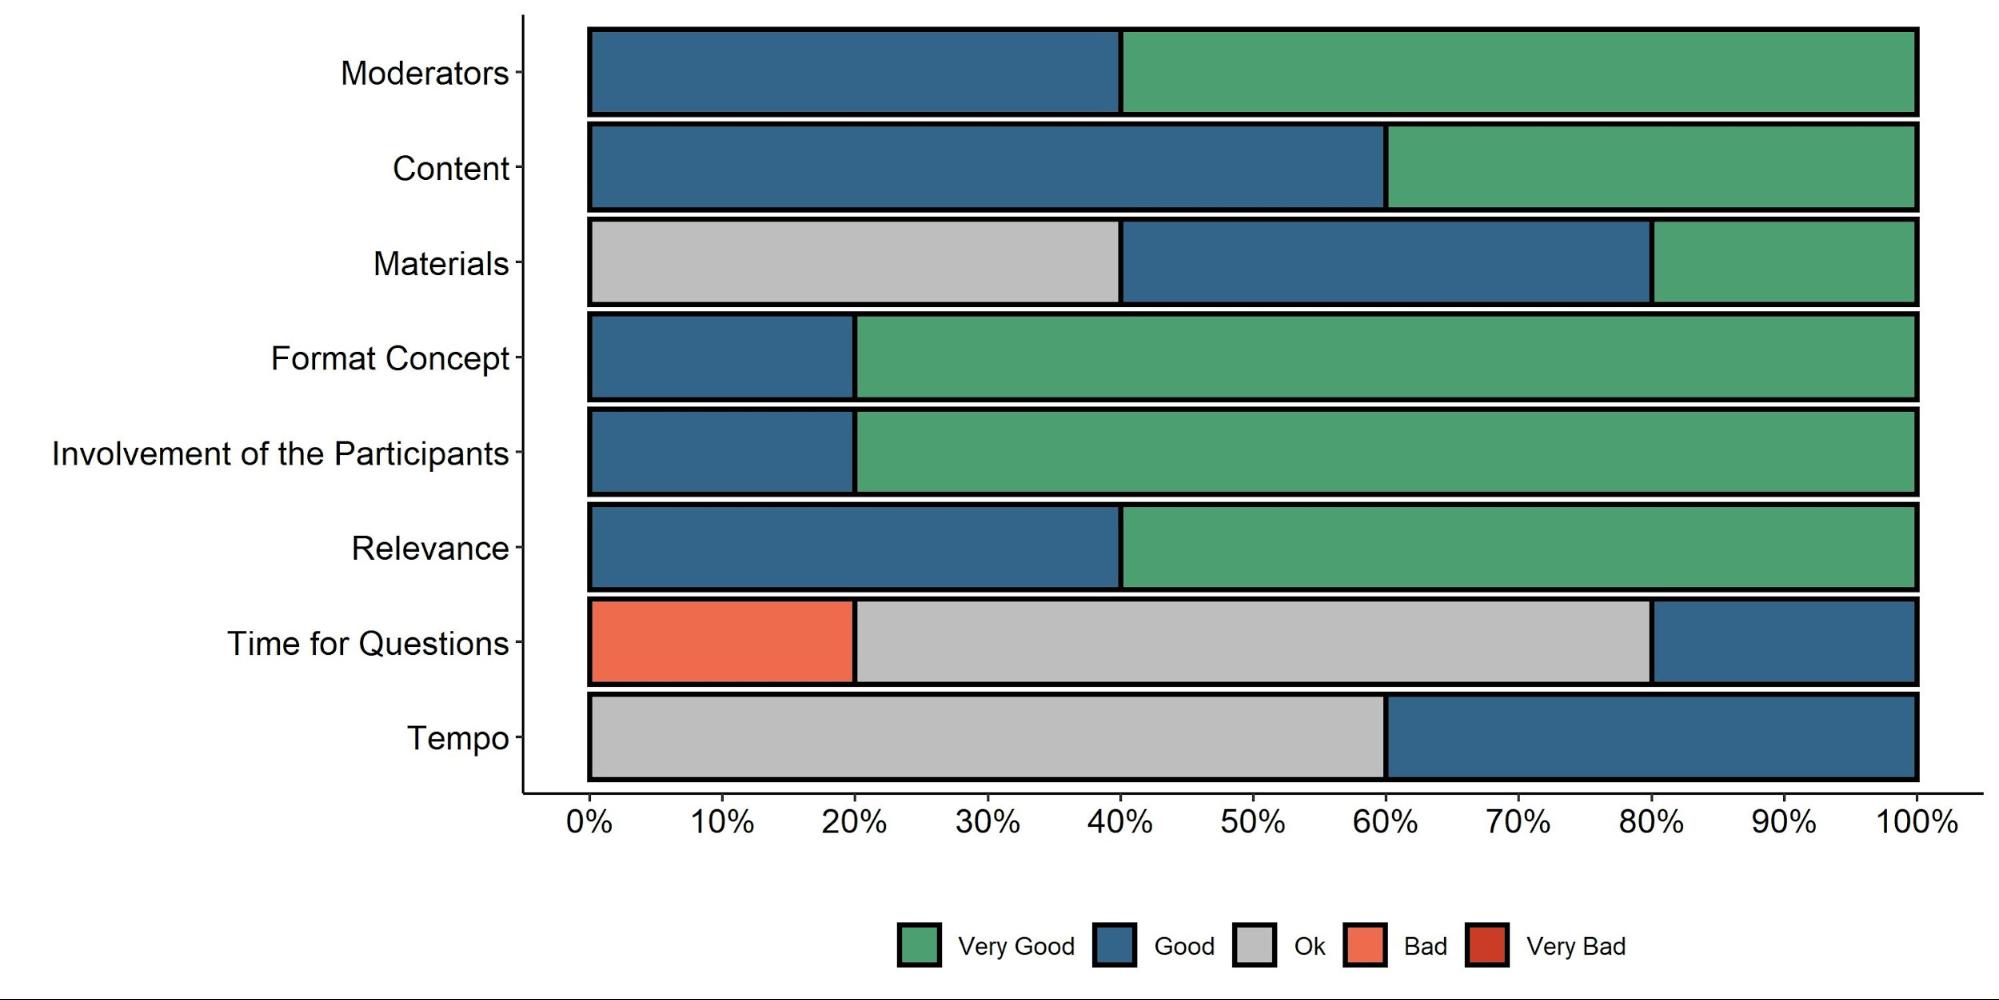 Moderators
Content
Materials
Format Concept
Involvement of the Participants
Relevance
Time for Questions
Tempo
0% 10% 20% 30% 40% 50% 60% 70% 80% 90% 100%
Very Good Good Ok Bad Very Bad